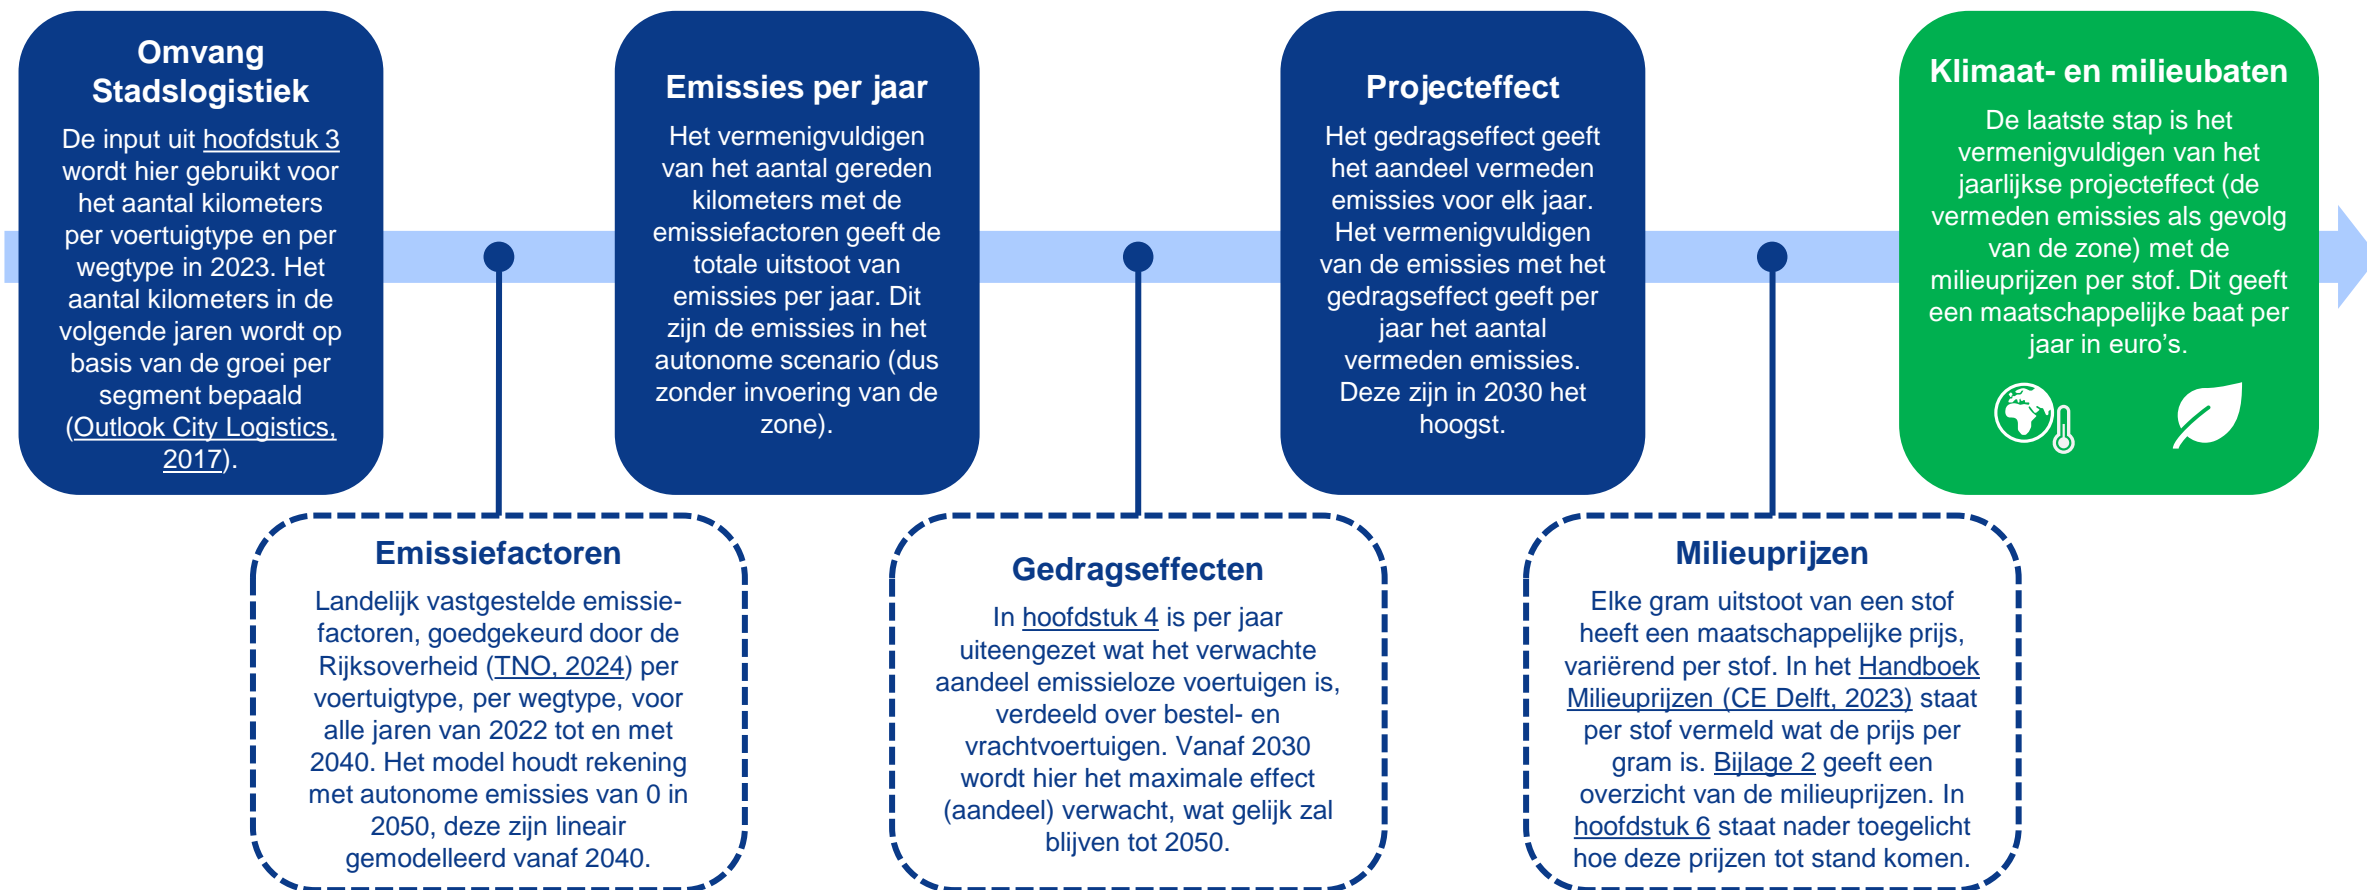 Omvang
Stadslogistiek
De input uit hoofdstuk 3
wordt hier gebruikt voor
het aantal kilometers
per voertuigtype en per
wegtype in 2023. Het
aantal kilometers in de
volgende jaren wordt op
basis van de groei per
segment bepaald
(Outlook City Logistics,
2017).
Emissiefactoren
Landelijk vastgestelde emissie-
factoren, goedgekeurd door de
Rijksoverheid (TNO, 2024) per
voertuigtype, per wegtype, voor
alle jaren van 2022 tot en met
2040. Het model houdt rekening
met autonome emissies van 0 in
2050, deze zijn lineair
gemodelleerd vanaf 2040.
Emissies per jaar
Het vermenigvuldigen
van het aantal gereden
kilometers met de
emissiefactoren geeft de
totale uitstoot van
emissies per jaar. Dit
zijn de emissies in het
autonome scenario (dus
zonder invoering van de
zone).
Gedragseffecten
In hoofdstuk 4 is per jaar
uiteengezet wat het verwachte
aandeel emissieloze voertuigen is,
verdeeld over bestel- en
vrachtvoertuigen. Vanaf 2030
wordt hier het maximale effect
(aandeel) verwacht, wat gelijk zal
blijven tot 2050.
Projecteffect
Het gedragseffect geeft
het aandeel vermeden
emissies voor elk jaar.
Het vermenigvuldigen
van de emissies met het
gedragseffect geeft per
jaar het aantal
vermeden emissies.
Deze zijn in 2030 het
hoogst.
Milieuprijzen
Elke gram uitstoot van een stof
heeft een maatschappelijke prijs,
variërend per stof. In het Handboek
Milieuprijzen (CE Delft, 2023) staat
per stof vermeld wat de prijs per
gram is. Bijlage 2 geeft een
overzicht van de milieuprijzen. In
hoofdstuk 6 staat nader toegelicht
hoe deze prijzen tot stand komen.
Klimaat- en milieubaten
De laatste stap is het
vermenigvuldigen van het
jaarlijkse projecteffect (de
vermeden emissies als gevolg
van de zone) met de
milieuprijzen per stof. Dit geeft
een maatschappelijke baat per
jaar in euro’s.